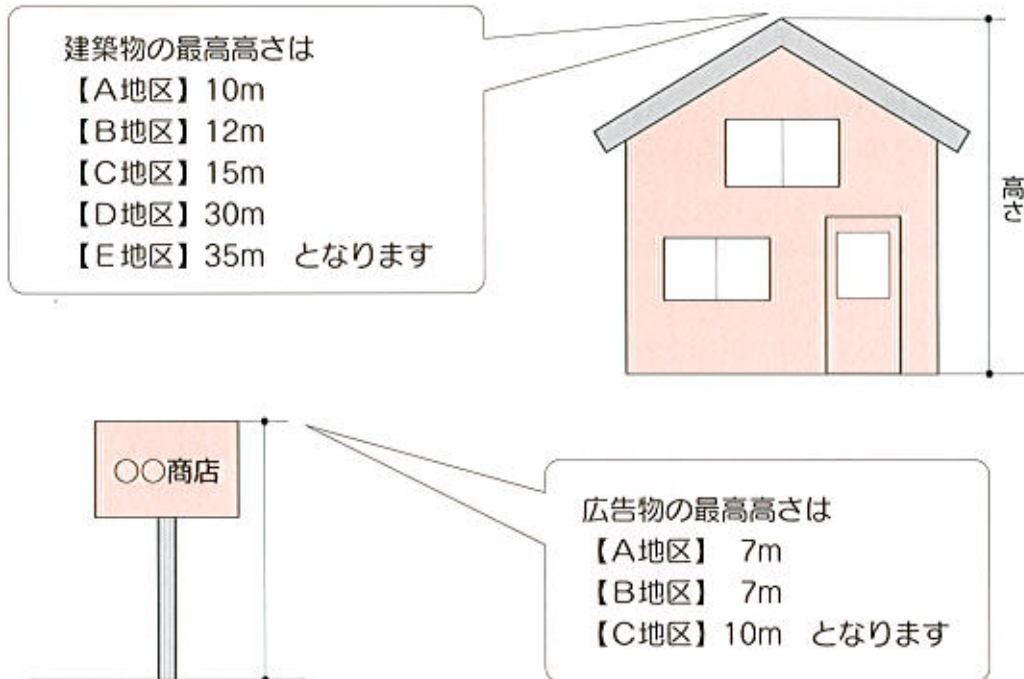 建築物の最高高さは
【A地区】10m
【B地区】12m
【C地区】15m
【D地区】30m
【E地区】35m　となります
高さ
○○商店
広告物の最高高さは
【A地区】　7m
【B地区】　7m
【C地区】10m　となります